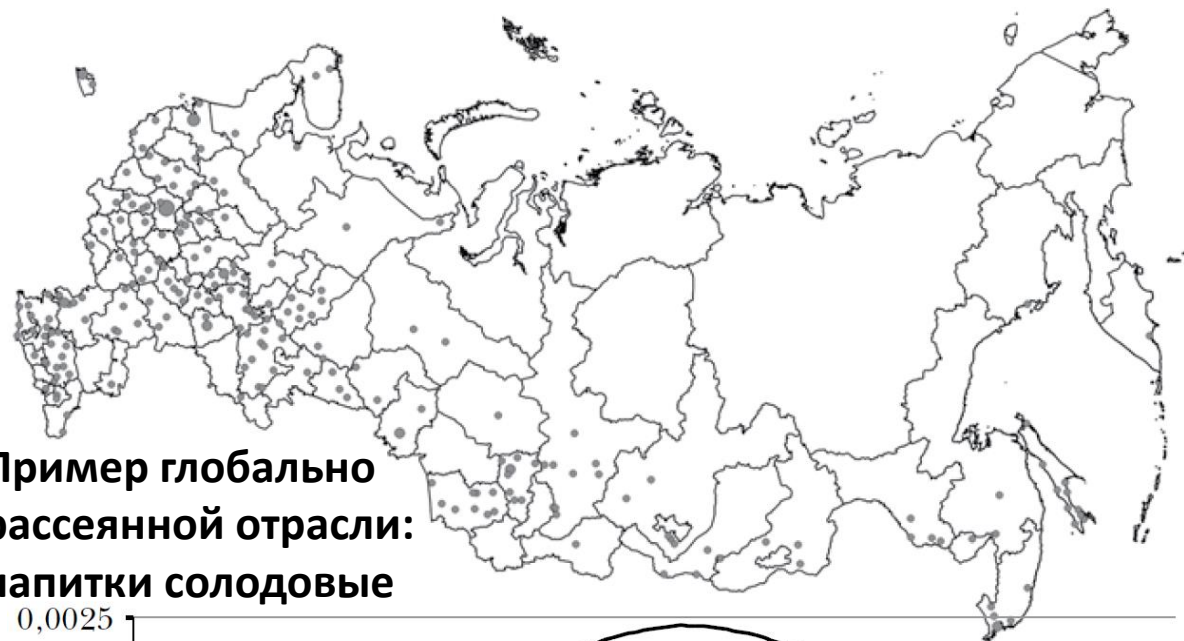 Пример глобально
рассеянной отрасли:
напитки солодовые
0,0025